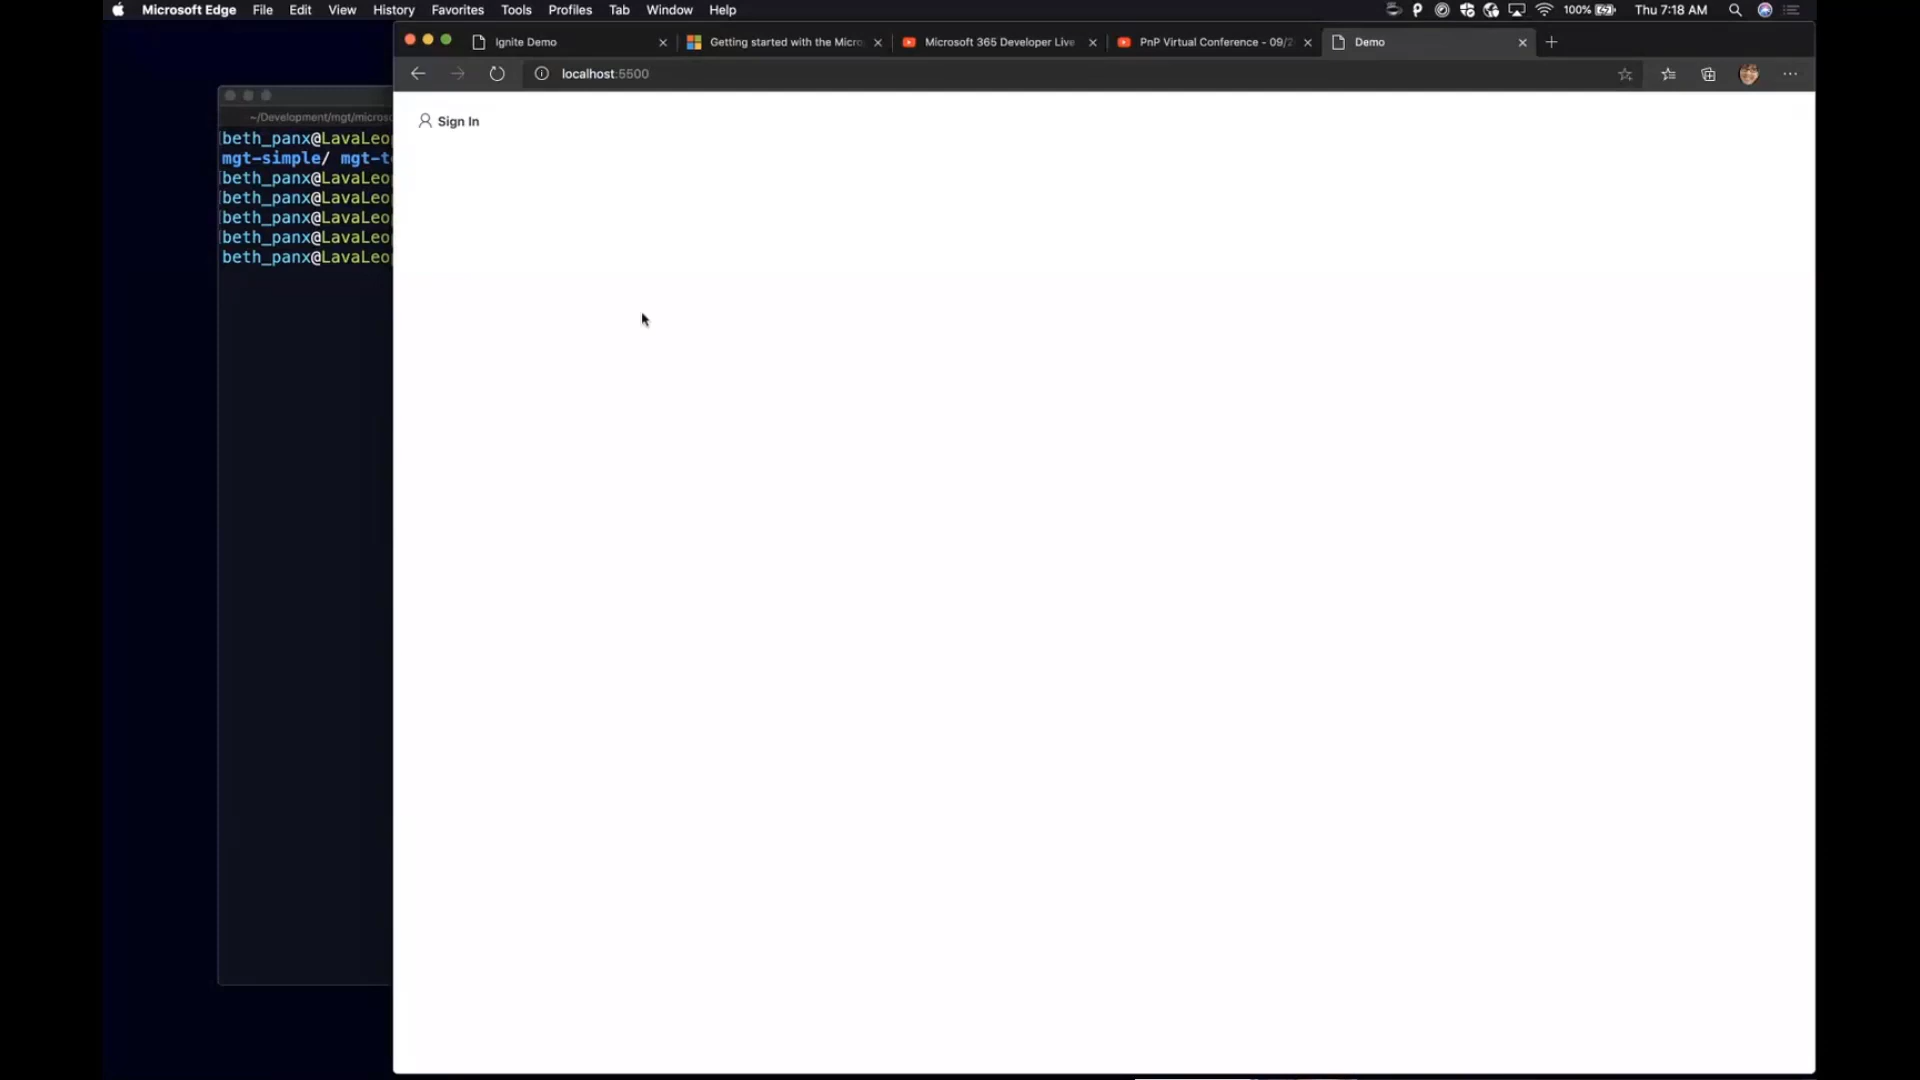 Microsoft Edge File Edit View History Favorites Tools Profiles Tab Window Help 100% Thu 7:18 AM
Ignite Demo Getting started with the Micro Microsoft 365 Developer Live PnP Virtual Conference - 09/2 Demo
localhost:5500
~/Development/mgt/micros
beth_panx@LavaLeo
mgt-simple/ mgt-t
beth_panx@LavaLeo
beth_panx@LavaLeo
beth_panx@LavaLeo
beth_panx@LavaLeo
beth_panx@LavaLeo
Sign In